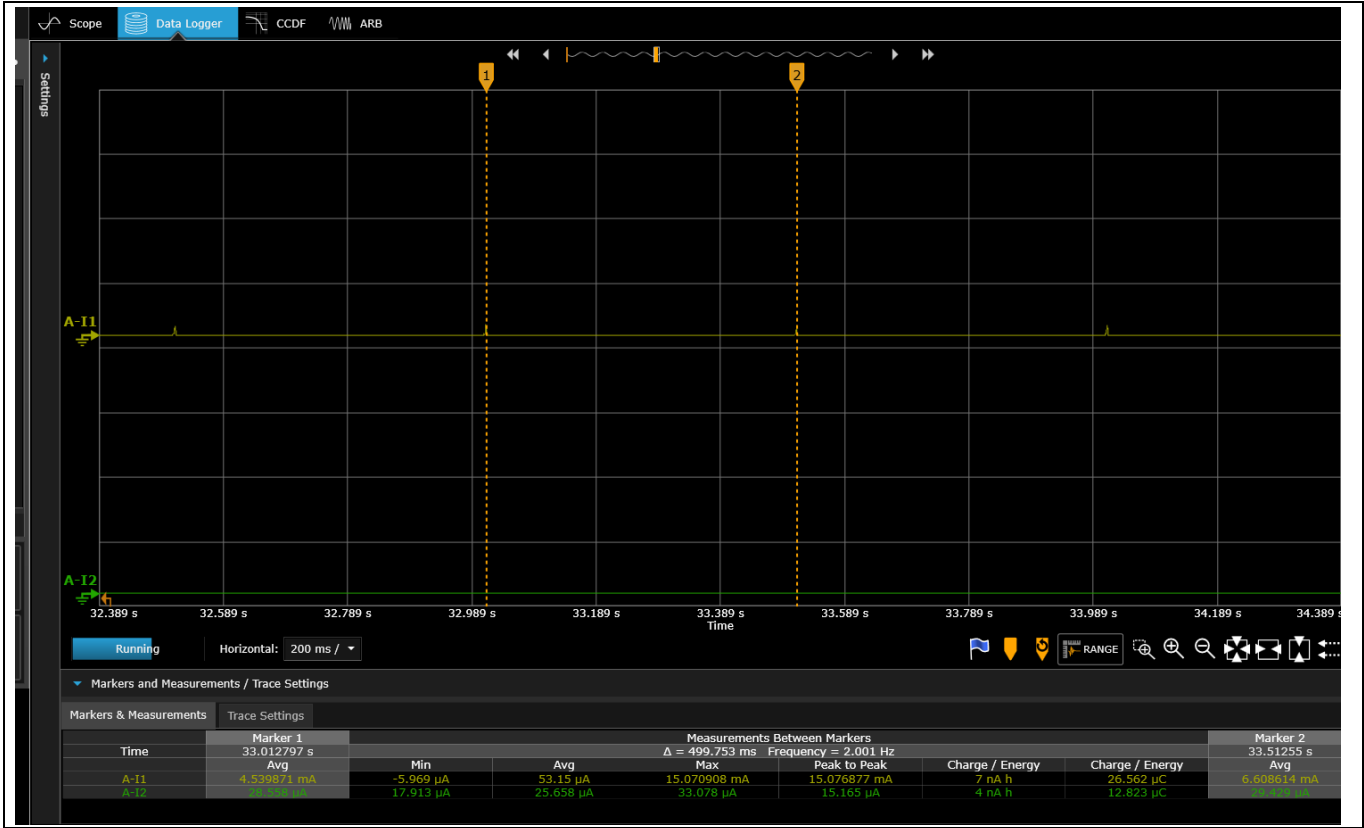 Scope Data Logger CCDF ARB
Settings
1 2
A-I1
A-I2
32.389 s 32.589 s 32.789 s 32.989 s 33.189 s 33.389 s 33.589 s 33.789 s 33.989 s 34.189 s 34.389 s
Time
Running Horizontal: 200 ms / RANGE
Markers and Measurements / Trace Settings
Markers & Measurements Trace Settings
Marker 1 Measurements Between Markers Marker 2
Time 33.012797 s Δ = 499.753 ms Frequency = 2.001 Hz 33.51255 s
Avg Min Avg Max Peak to Peak Charge / Energy Charge / Energy Avg
A-I1 4.539871 mA -5.969 µA 53.15 µA 15.070908 mA 15.076877 mA 7 nA h 26.562 µC 6.608614 mA
A-I2 28.558 µA 17.913 µA 25.658 µA 33.078 µA 15.165 µA 4 nA h 12.823 µC 29.429 µA